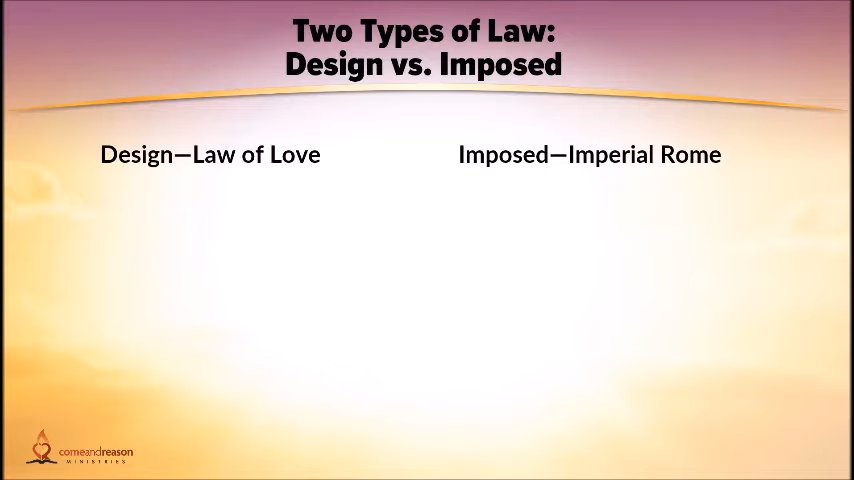 Two Types of Law:
Design vs. Imposed
Design—Law of Love
Imposed—Imperial Rome
comeandreason
MINISTRIES